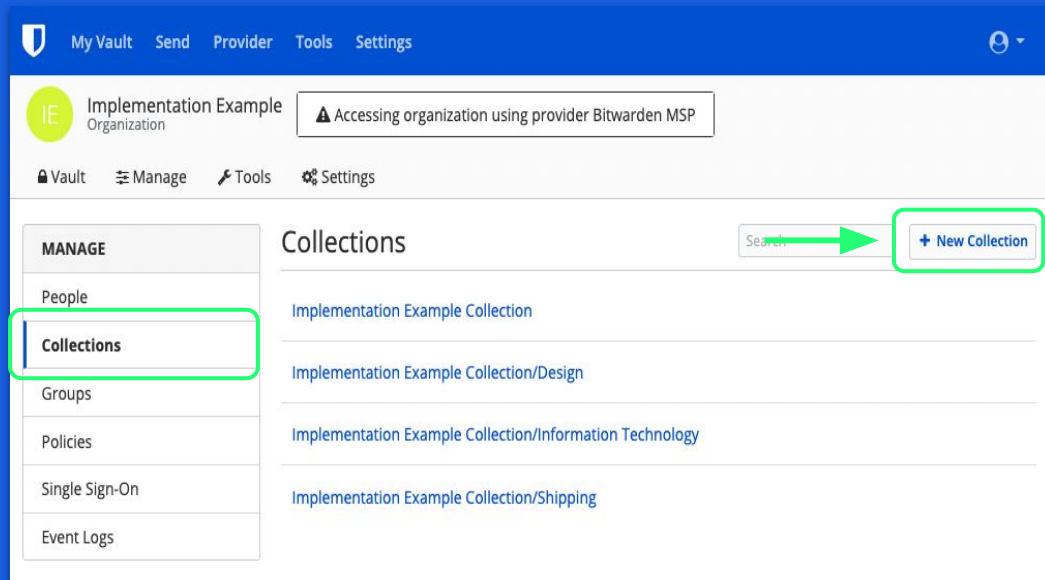 My Vault Send Provider Tools Settings
IE
Implementation Example
Organization
Accessing organization using provider Bitwarden MSP
Vault Manage Tools Settings
MANAGE
People
Collections
Groups
Policies
Single Sign-On
Event Logs
Collections
Search
+ New Collection
Implementation Example Collection
Implementation Example Collection/Design
Implementation Example Collection/Information Technology
Implementation Example Collection/Shipping